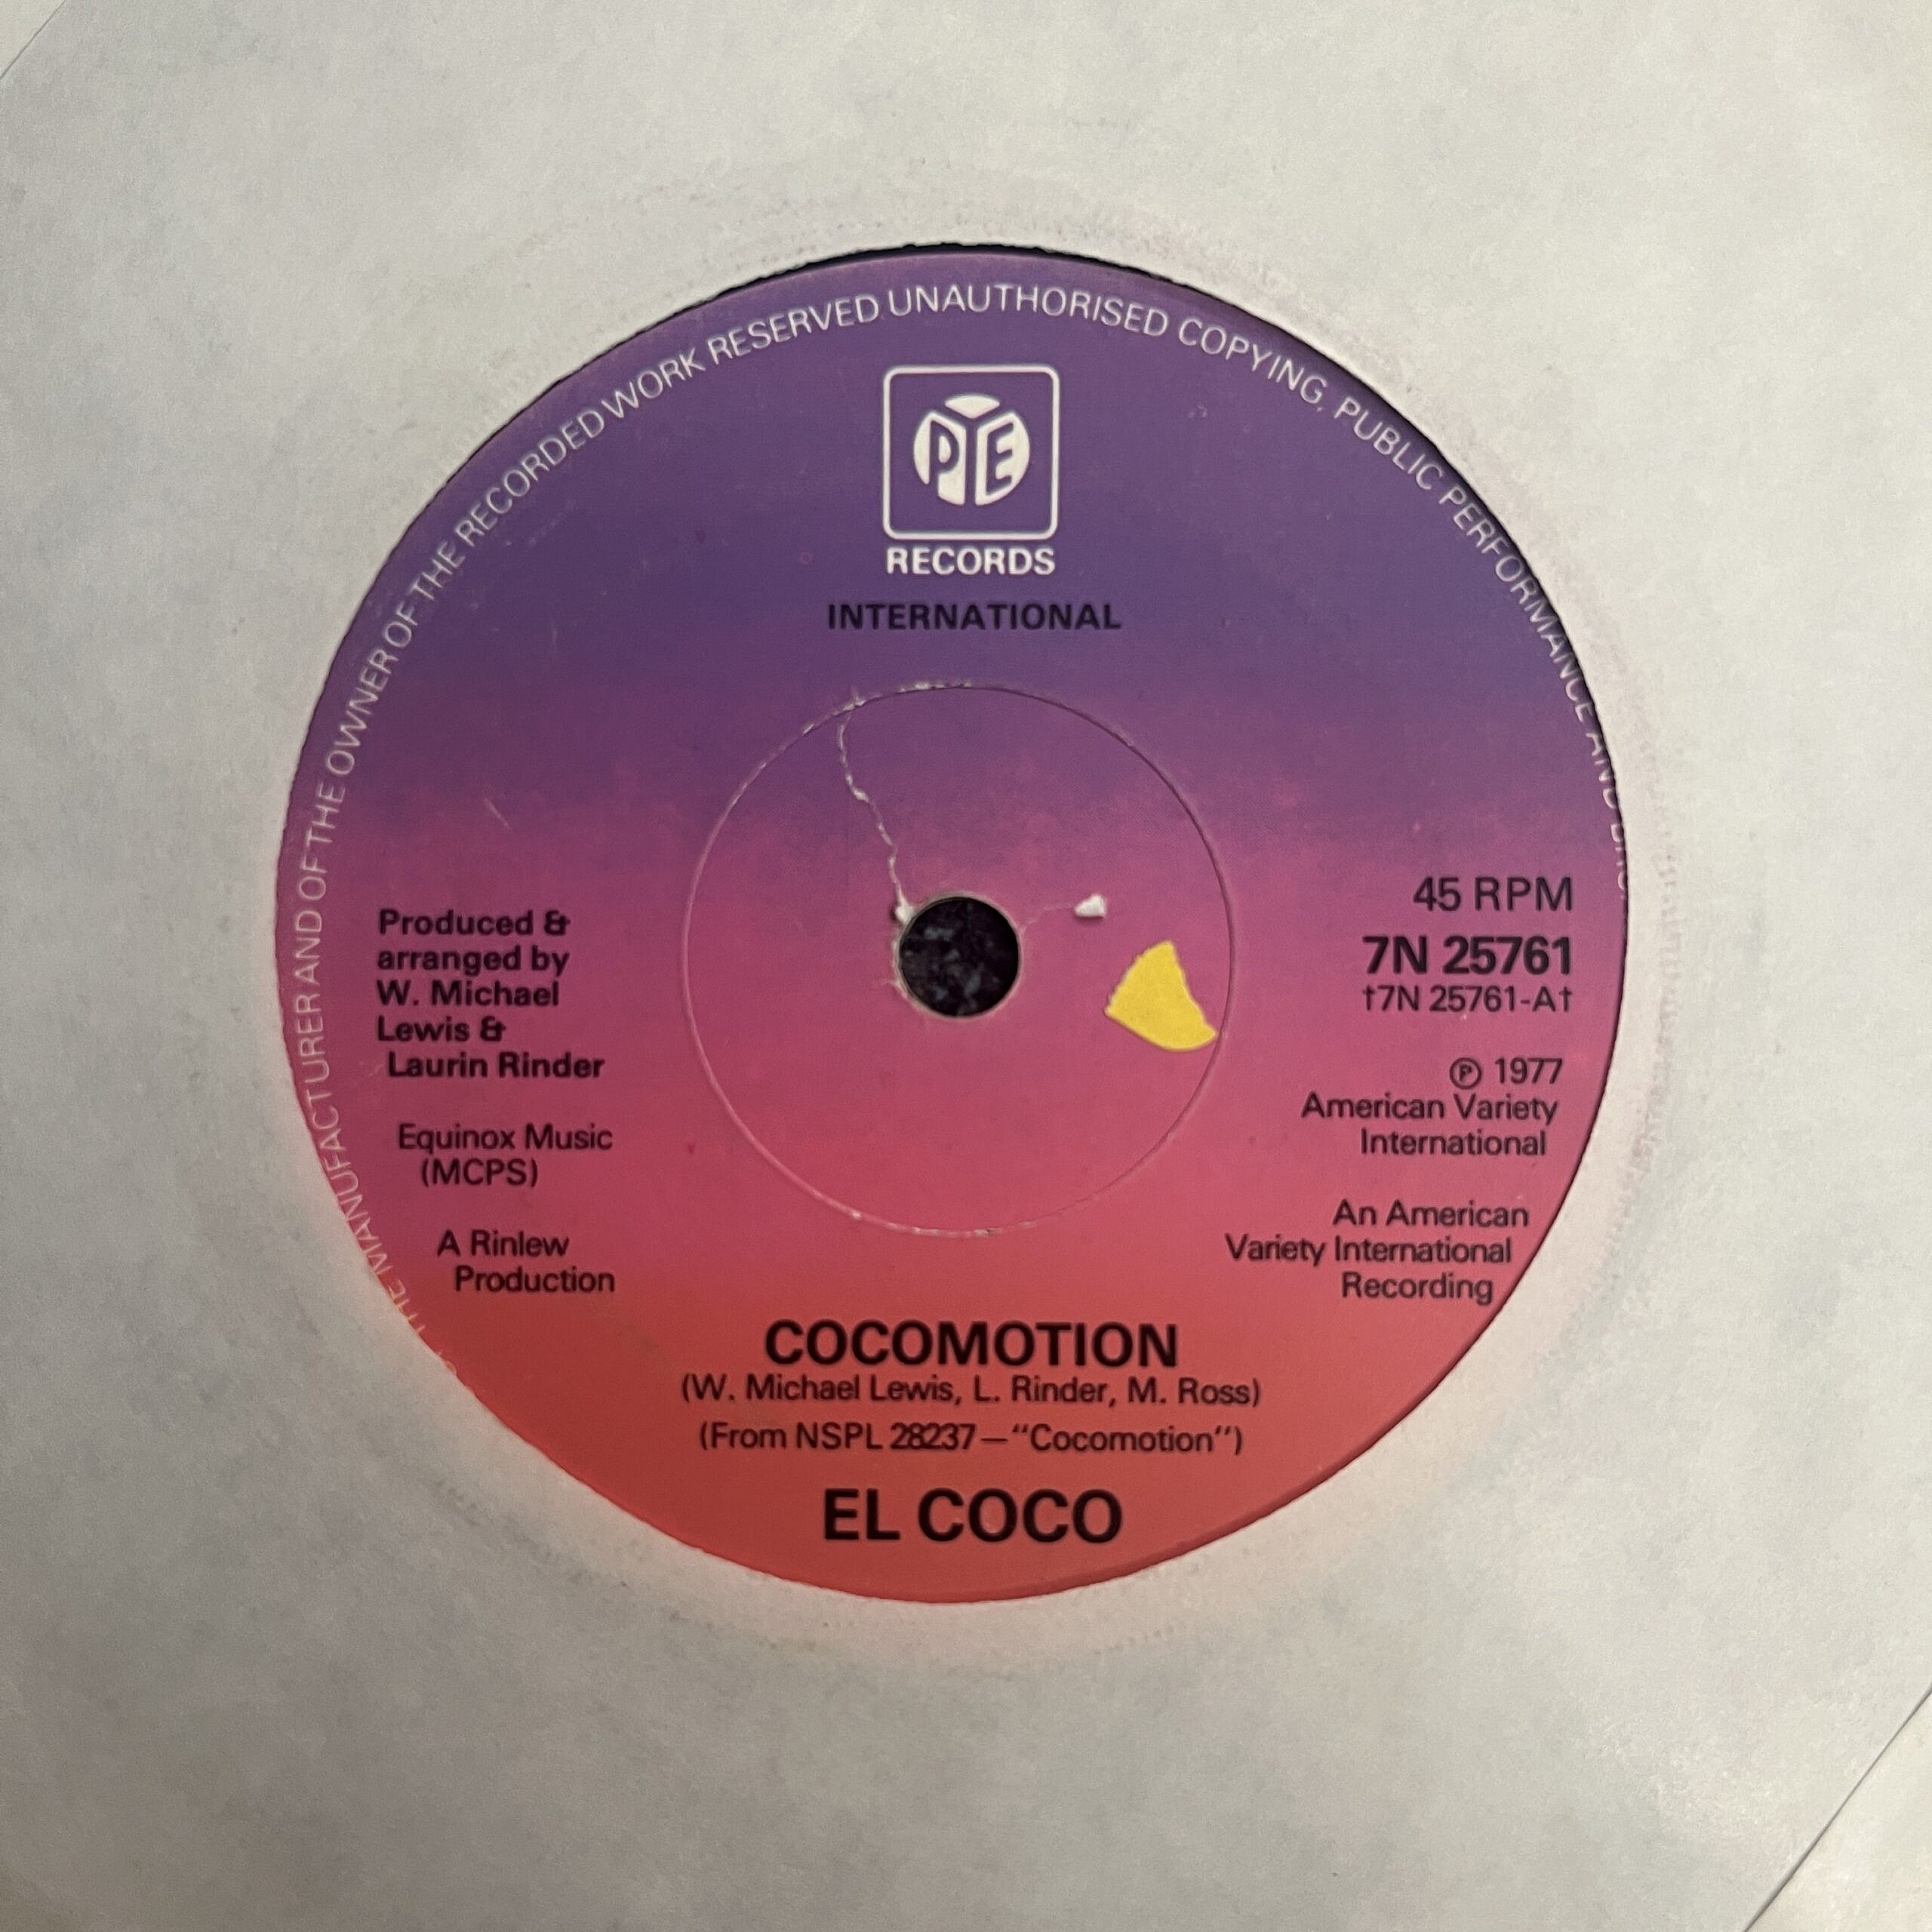 THE MANUFACTURER AND OF THE OWNER OF THE RECORDED WORK RESERVED UNAUTHORISED COPYING, PUBLIC PERFORMANCE AND
PYE
RECORDS
INTERNATIONAL
Produced &
arranged by
W. Michael
Lewis &
Laurin Rinder
Equinox Music
(MCPS)
A Rinlew
Production
45 RPM
7N 25761
†7N 25761-A†
℗ 1977
American Variety
International
An American
Variety International
Recording
COCOMOTION
(W. Michael Lewis, L. Rinder, M. Ross)
(From NSPL 28237—"Cocomotion")
EL COCO